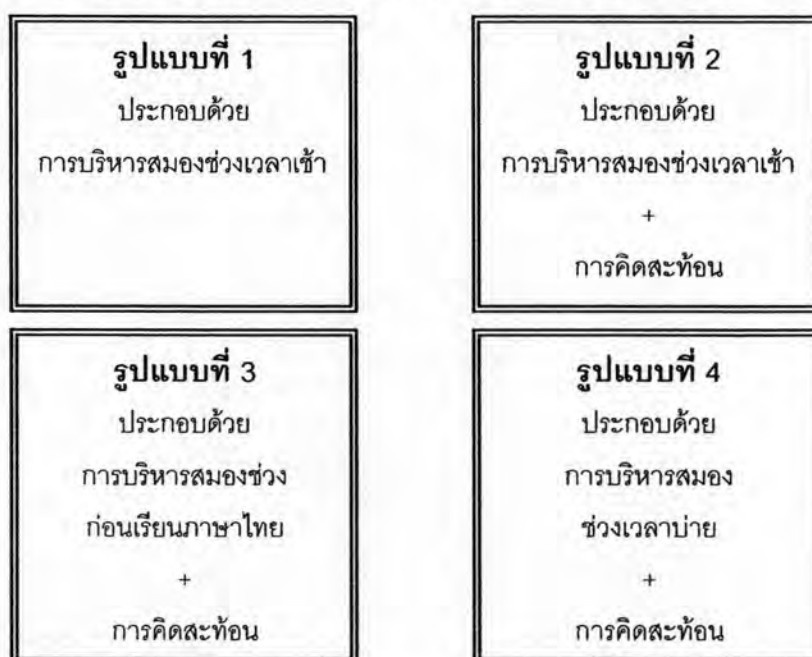 รูปแบบที่ 1
ประกอบด้วย
การบริหารสมองช่วงเวลาเช้า
รูปแบบที่ 2
ประกอบด้วย
การบริหารสมองช่วงเวลาเช้า
+
การคิดสะท้อน
รูปแบบที่ 3
ประกอบด้วย
การบริหารสมองช่วง
ก่อนเรียนภาษาไทย
+
การคิดสะท้อน
รูปแบบที่ 4
ประกอบด้วย
การบริหารสมอง
ช่วงเวลาบ่าย
+
การคิดสะท้อน